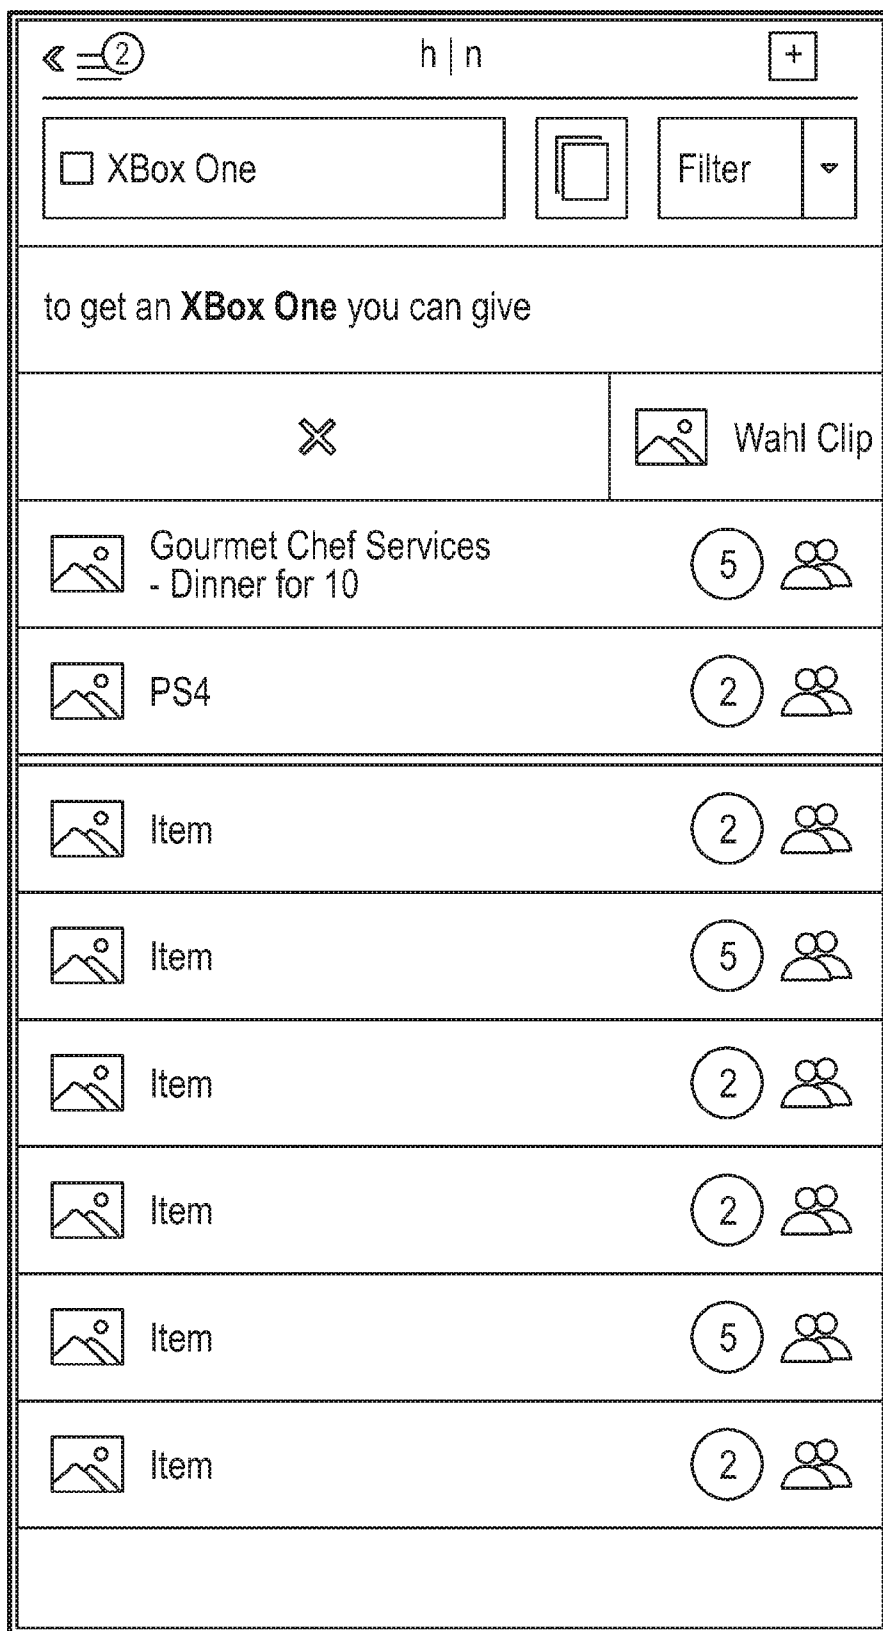 2
h | n
+
XBox One
Filter
to get an XBox One you can give
Wahl Clip
Gourmet Chef Services
- Dinner for 10
5
PS4
2
Item
2
Item
5
Item
2
Item
2
Item
5
Item
2